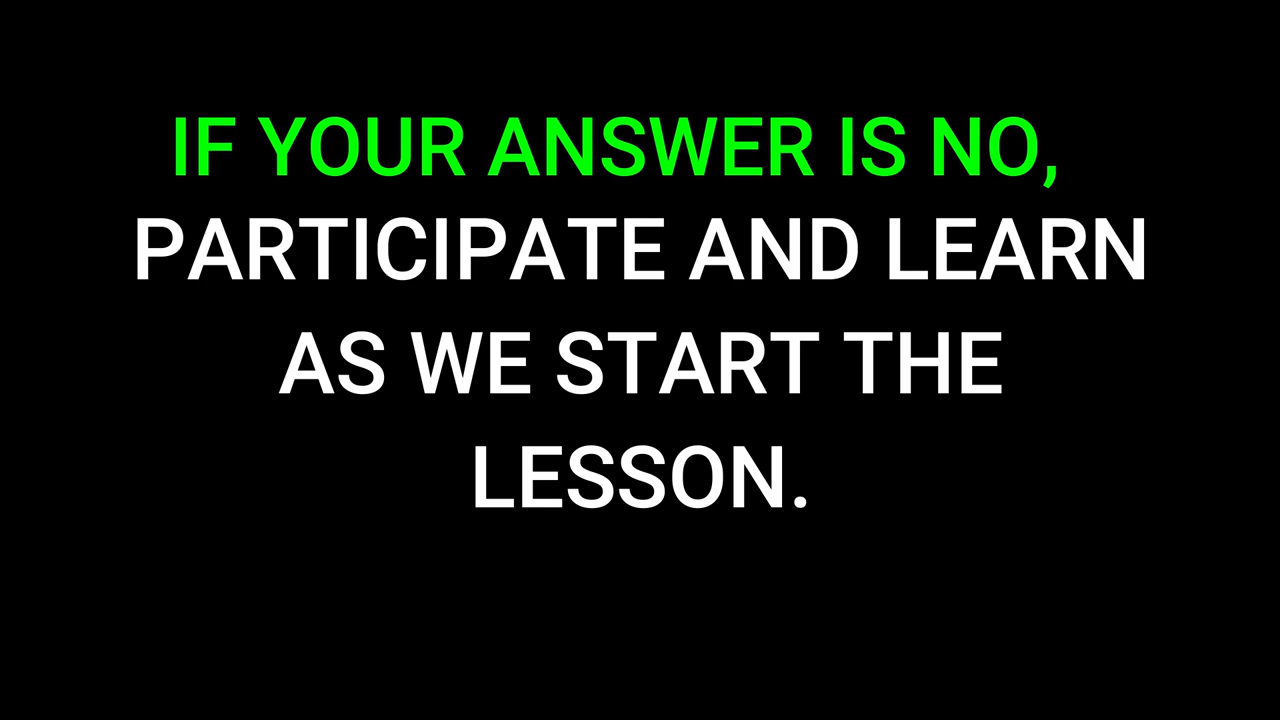 IF YOUR ANSWER IS NO,
PARTICIPATE AND LEARN
AS WE START THE
LESSON.